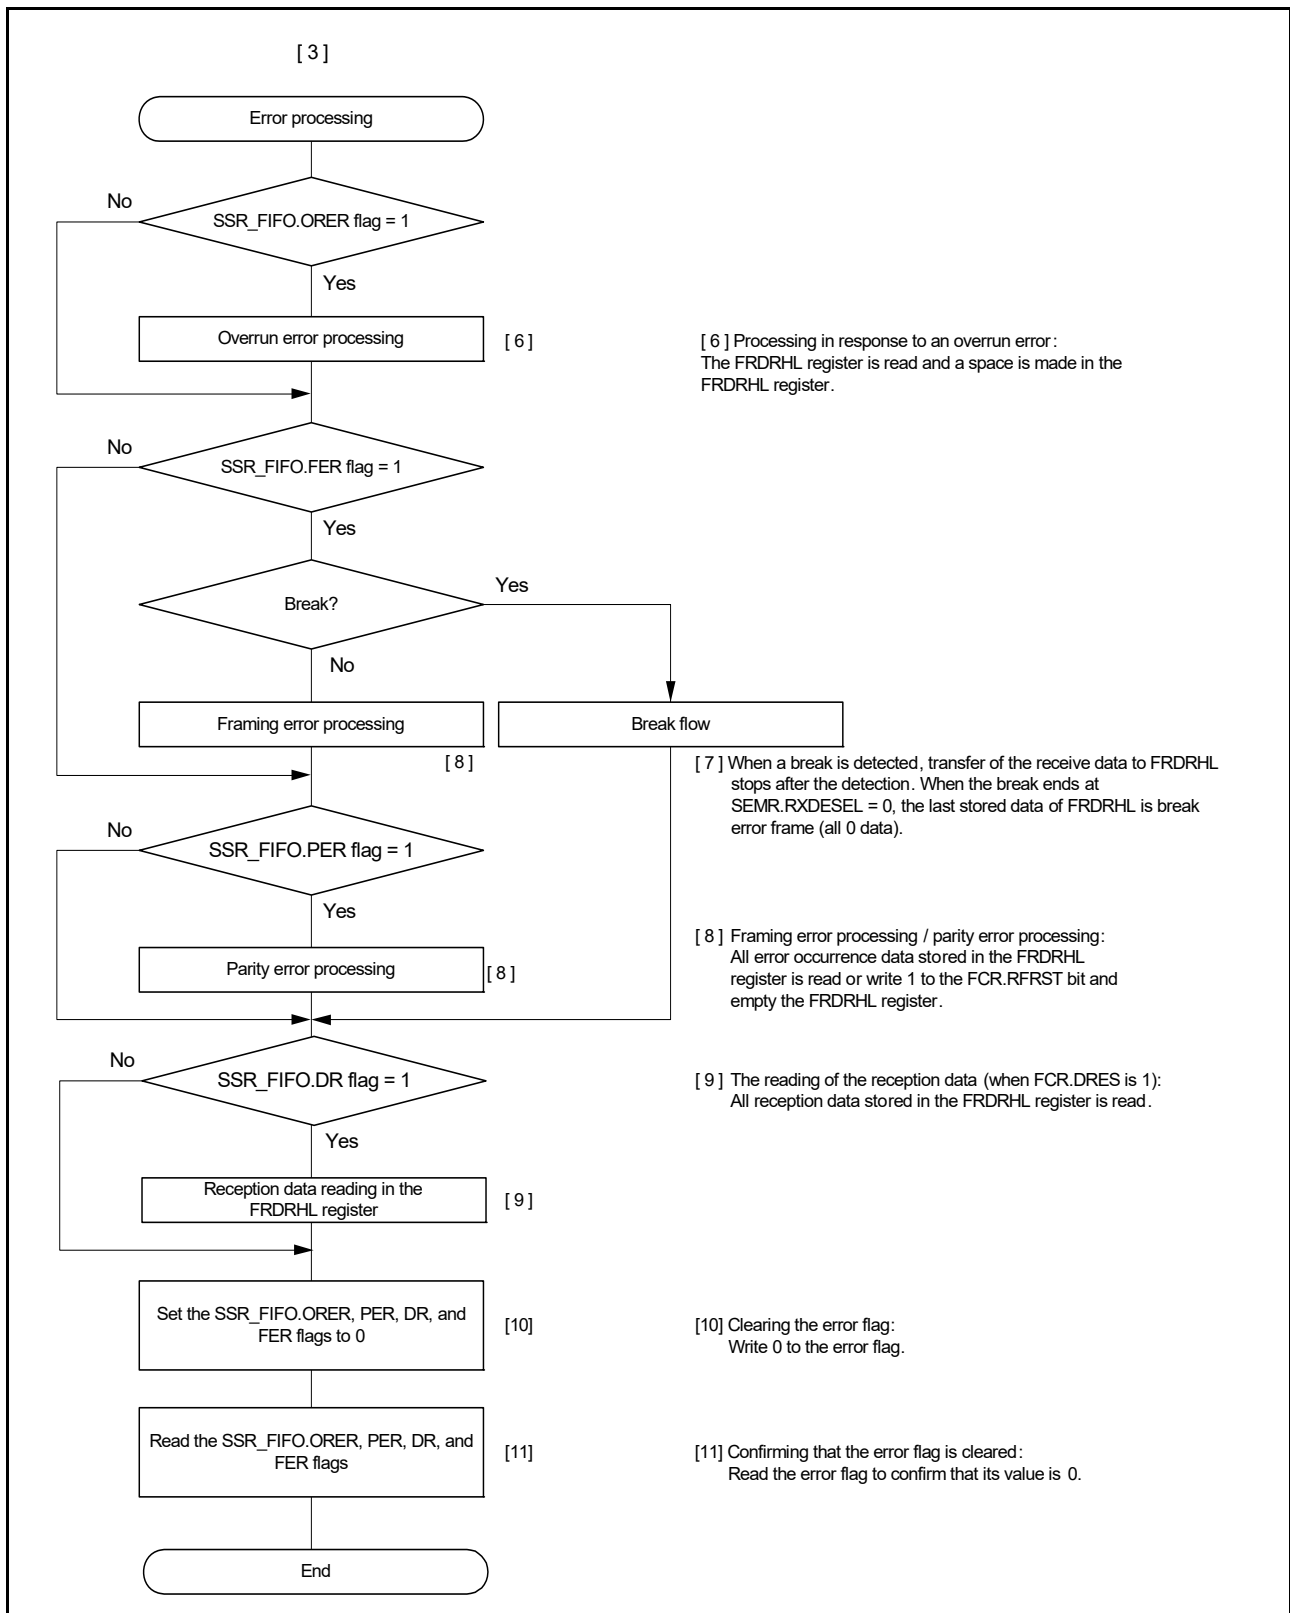 [ 3 ]
Error processing
No
SSR_FIFO.ORER flag = 1
Yes
Overrun error processing
[ 6 ]
[ 6 ] Processing in response to an overrun error:
The FRDRHL register is read and a space is made in the
FRDRHL register.
No
SSR_FIFO.FER flag = 1
Yes
Break?
Yes
No
Framing error processing
Break flow
[ 8 ]
[ 7 ] When a break is detected, transfer of the receive data to FRDRHL
stops after the detection. When the break ends at
SEMR.RXDESEL = 0, the last stored data of FRDRHL is break
error frame (all 0 data).
No
SSR_FIFO.PER flag = 1
Yes
Parity error processing
[ 8 ]
[ 8 ] Framing error processing / parity error processing:
All error occurrence data stored in the FRDRHL
register is read or write 1 to the FCR.RFRST bit and
empty the FRDRHL register.
No
SSR_FIFO.DR flag = 1
Yes
[ 9 ] The reading of the reception data (when FCR.DRES is 1):
All reception data stored in the FRDRHL register is read.
Reception data reading in the
FRDRHL register
[ 9 ]
Set the SSR_FIFO.ORER, PER, DR, and
FER flags to 0
[10]
[10] Clearing the error flag:
Write 0 to the error flag.
Read the SSR_FIFO.ORER, PER, DR, and
FER flags
[11]
[11] Confirming that the error flag is cleared:
Read the error flag to confirm that its value is 0.
End